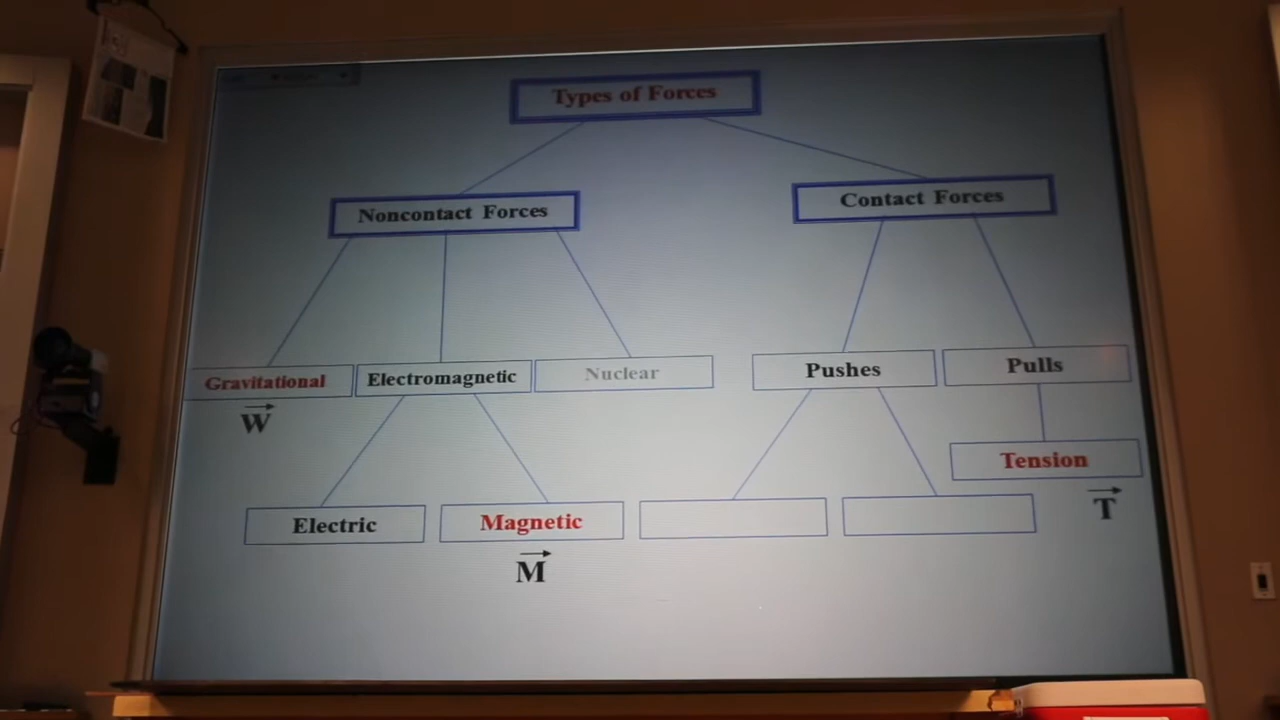 Types of Forces
Noncontact Forces
Contact Forces
Gravitational
Electromagnetic
Nuclear
Pushes
Pulls
W
Tension
T
Electric
Magnetic
M